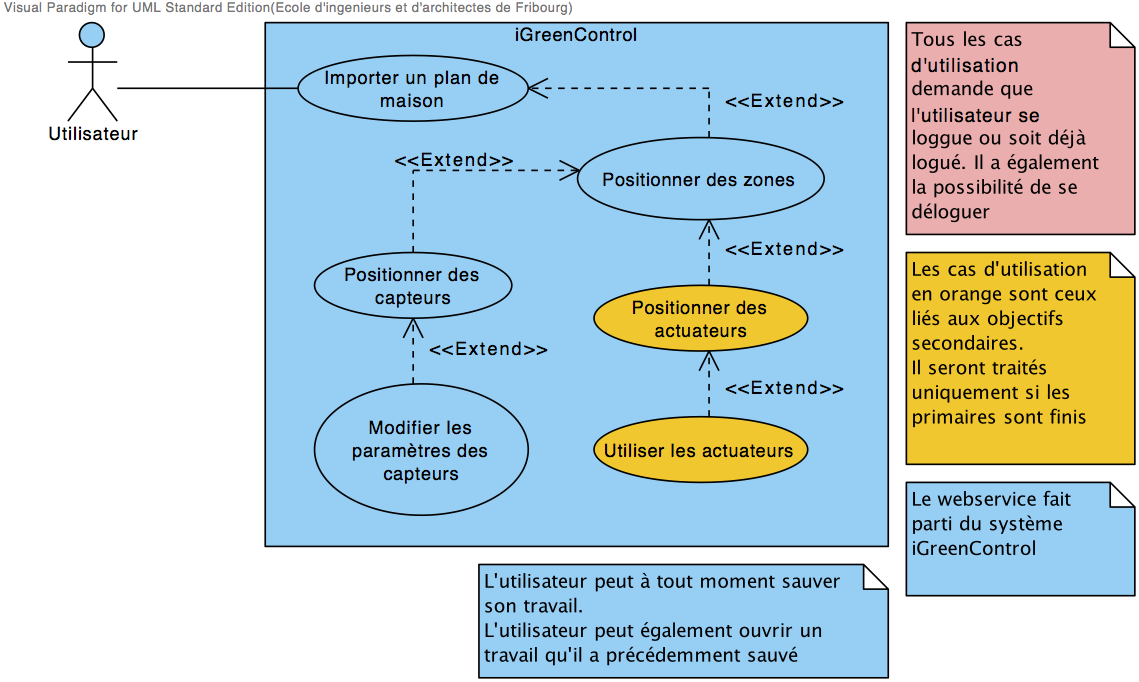 Visual Paradigm for UML Standard Edition(Ecole d'ingenieurs et d'architectes de Fribourg)
iGreenControl
Utilisateur
Importer un plan de
maison
<<Extend>>
<<Extend>>
Positionner des zones
<<Extend>>
Positionner des
capteurs
Positionner des
actuateurs
<<Extend>>
<<Extend>>
Modifier les
paramètres des
capteurs
Utiliser les actuateurs
Tous les cas
d'utilisation
demande que
l'utilisateur se
loggue ou soit déjà
logué. Il a également
la possibilité de se
déloguer
Les cas d'utilisation
en orange sont ceux
liés aux objectifs
secondaires.
Il seront traités
uniquement si les
primaires sont finis
Le webservice fait
parti du système
iGreenControl
L'utilisateur peut à tout moment sauver
son travail.
L'utilisateur peut également ouvrir un
travail qu'il a précédemment sauvé